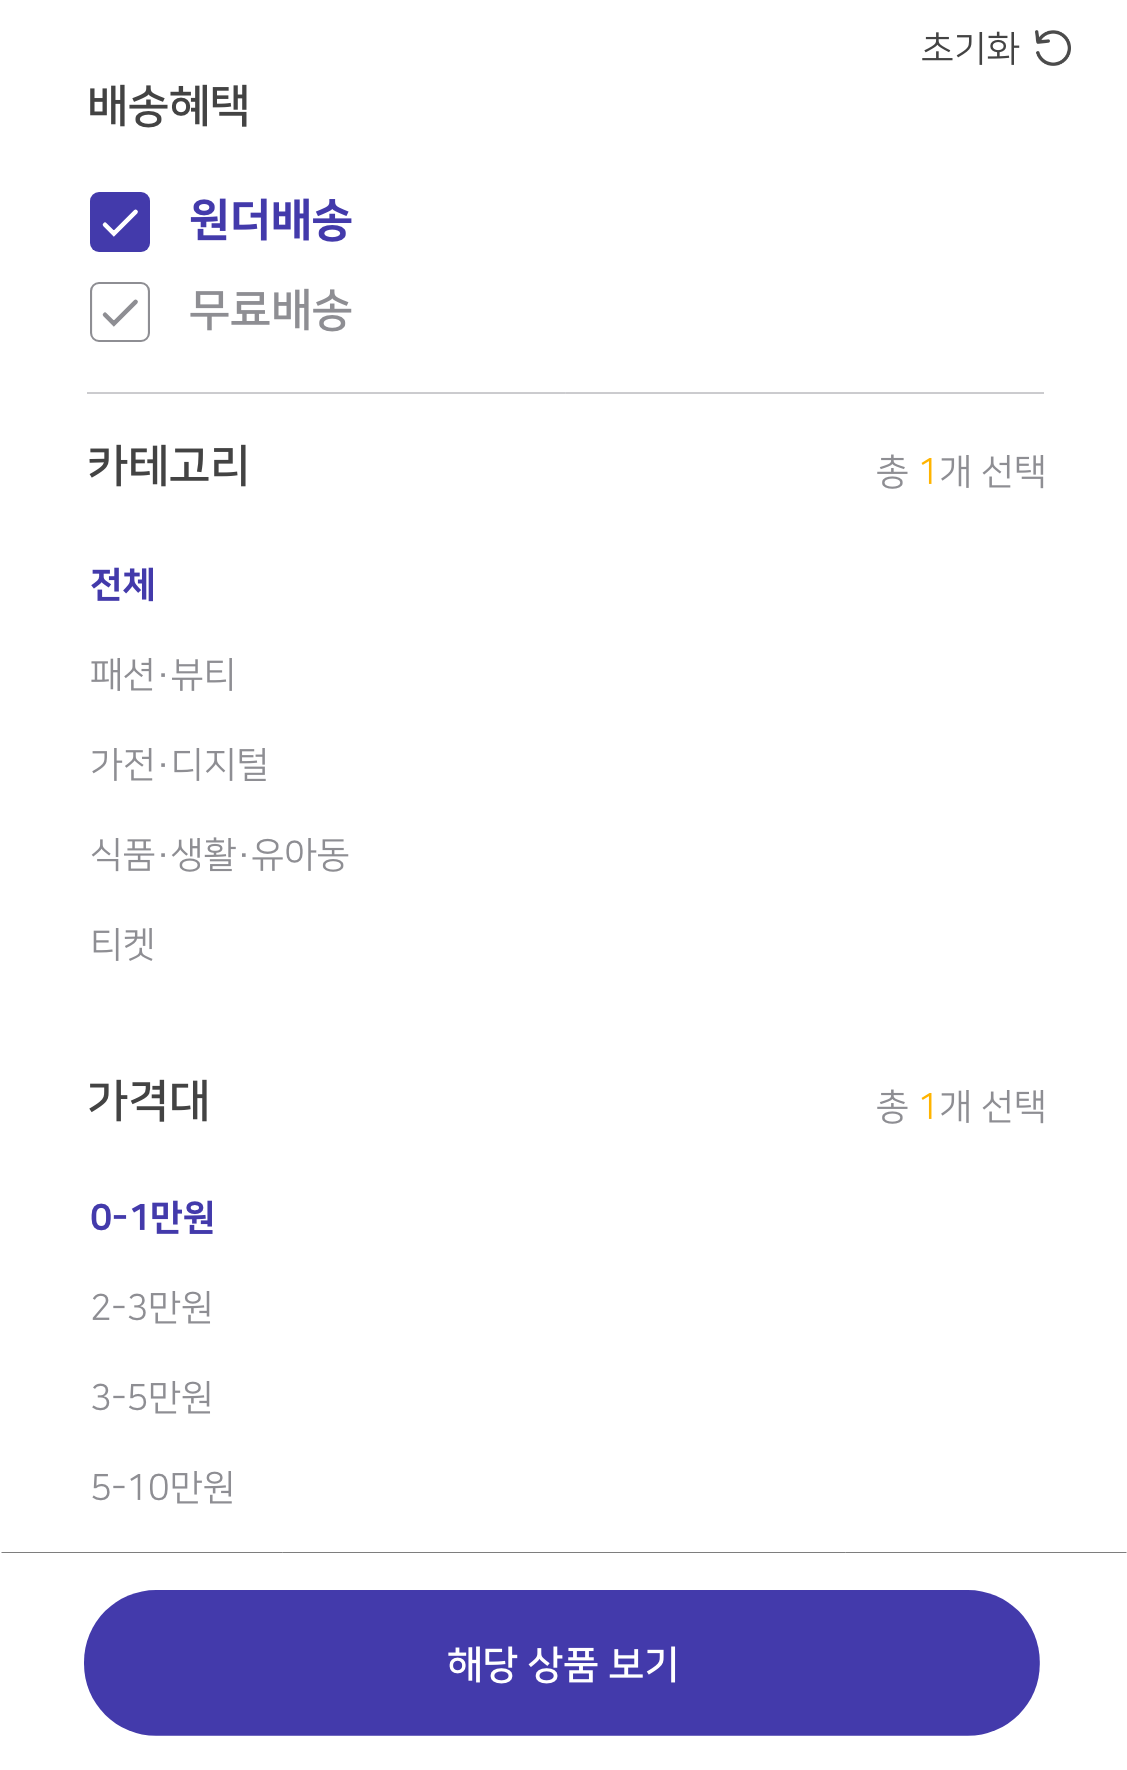 초기화
배송혜택
원더배송
무료배송
카테고리
총 1개 선택
전체
패션·뷰티
가전·디지털
식품·생활·유아동
티켓
가격대
총 1개 선택
0-1만원
2-3만원
3-5만원
5-10만원
해당 상품 보기